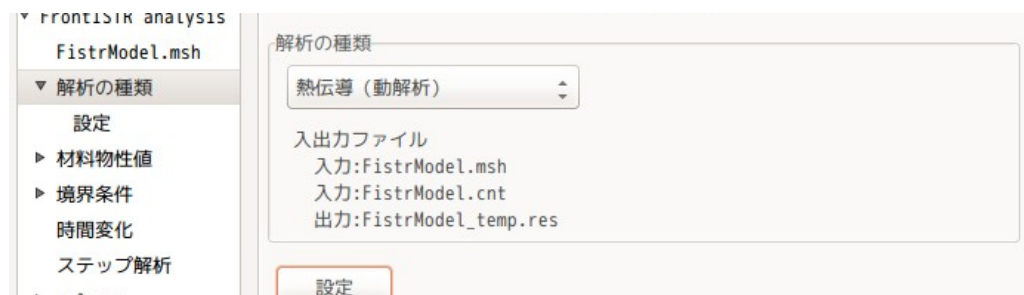 FrontISTR analysis
FistrModel.msh
解析の種類
設定
材料物性値
境界条件
時間変化
ステップ解析
解析の種類
熱伝導（動解析）
入出力ファイル
入力:FistrModel.msh
入力:FistrModel.cnt
出力:FistrModel_temp.res
設定